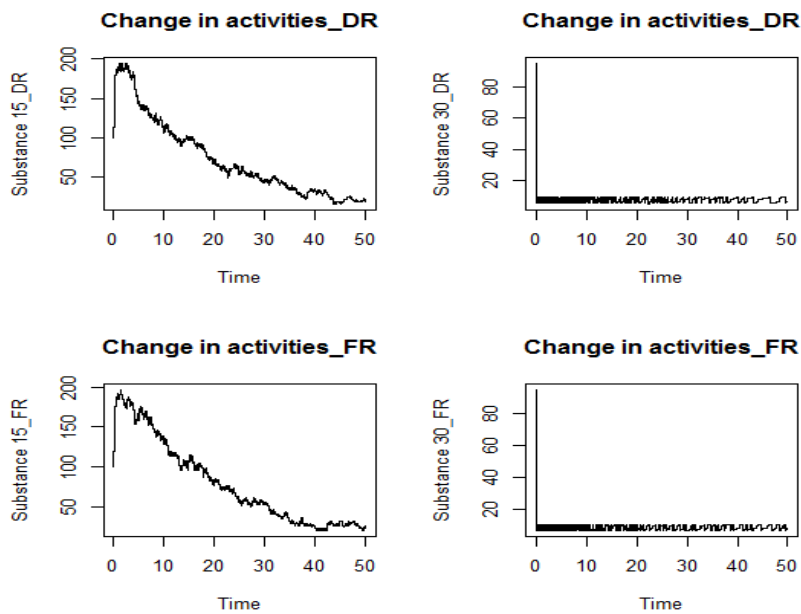 Change in activities_DR
Substance 15_DR
200
150
100
50
0 10 20 30 40 50
Time
Change in activities_DR
Substance 30_DR
80
60
40
20
0 10 20 30 40 50
Time
Change in activities_FR
Substance 15_FR
200
150
100
50
0 10 20 30 40 50
Time
Change in activities_FR
Substance 30_FR
80
60
40
20
0 10 20 30 40 50
Time